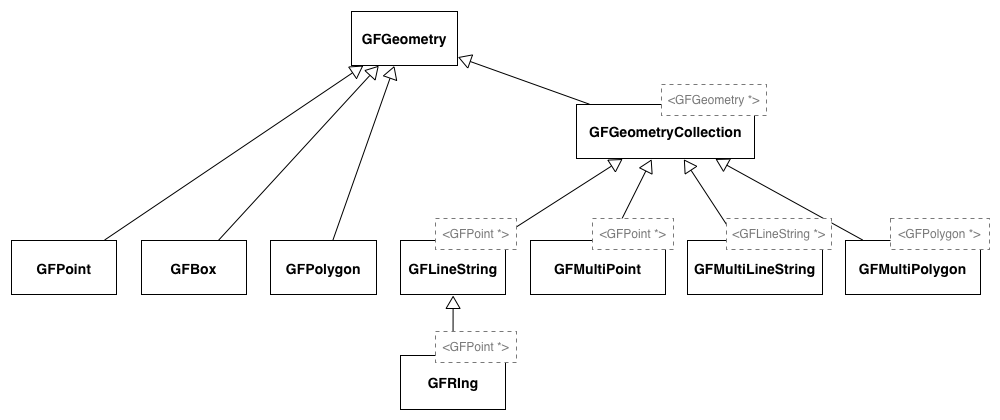 GFGeometry
<GFGeometry *>
GFGeometryCollection
<GFPoint *>
<GFPoint *>
<GFLineString *>
<GFPolygon *>
GFPoint
GFBox
GFPolygon
GFLineString
GFMultiPoint
GFMultiLineString
GFMultiPolygon
<GFPoint *>
GFRIng